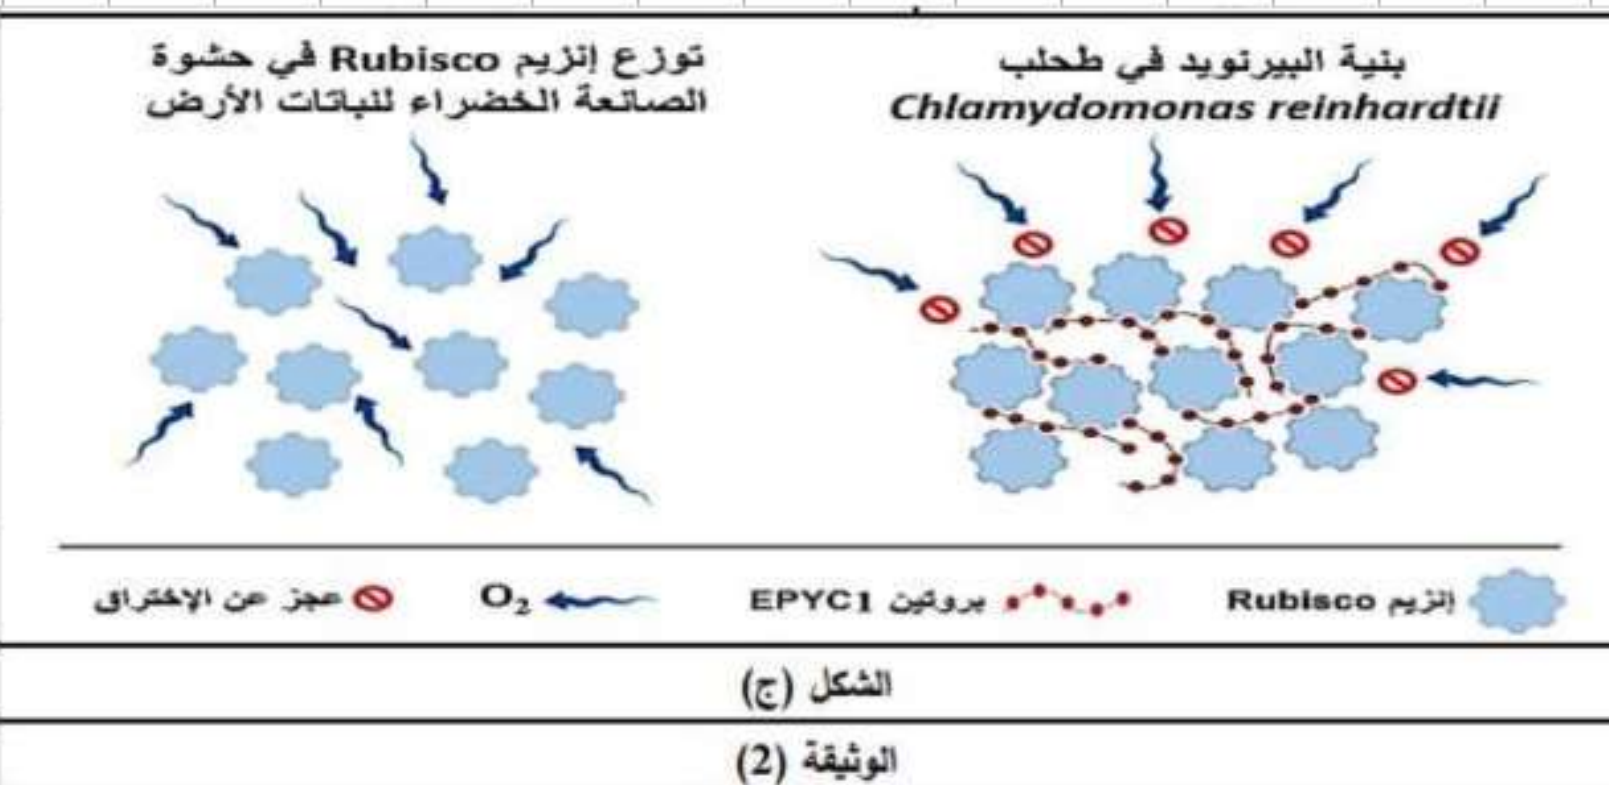 بنية البيرنويد في طحلب
Chlamydomonas reinhardtii
توزع إنزيم Rubisco في حشوة
الصانعة الخضراء لنباتات الأرض
إنزيم Rubisco
بروتين EPYC1
O₂
عجز عن الإختراق
الشكل (ج)
الوثيقة (2)